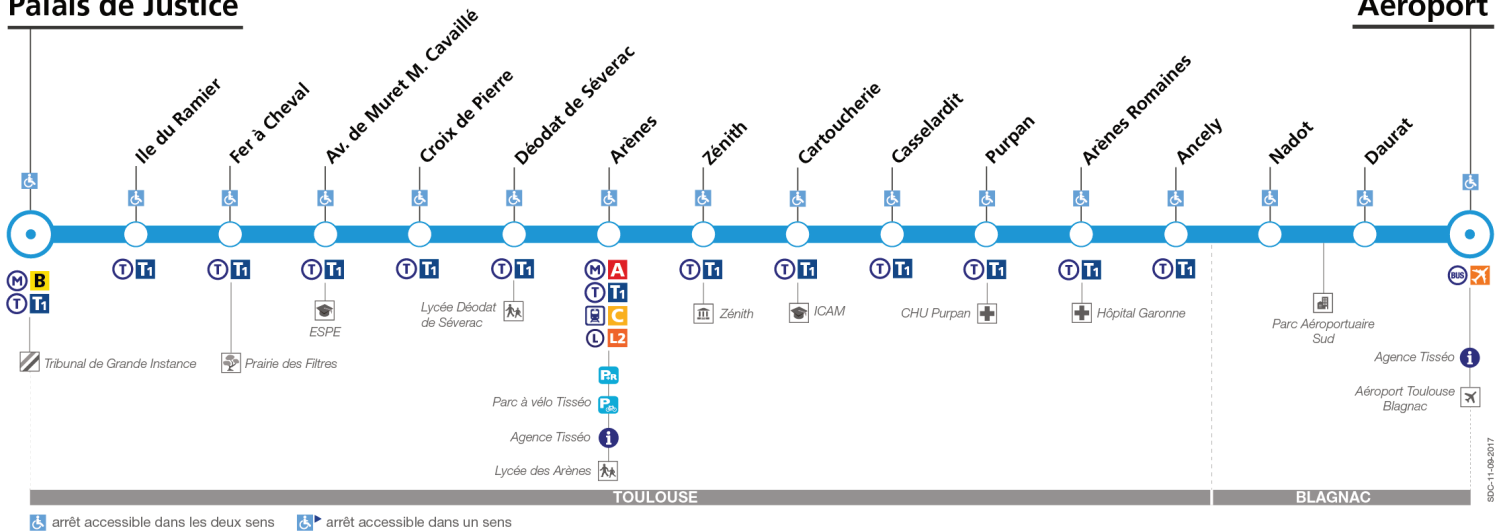 Palais de Justice
Aéroport
Ile du Ramier
Fer à Cheval
Av. de Muret M. Cavaillé
Croix de Pierre
Déodat de Séverac
Arènes
Zénith
Cartoucherie
Casselardit
Purpan
Arènes Romaines
Ancely
Nadot
Daurat
M B
T T1
T T1
T T1
T T1
T T1
T T1
M A
T T1
C
L L2
T T1
T T1
T T1
T T1
T T1
T T1
BUS
Tribunal de Grande Instance
Prairie des Filtres
ESPE
Lycée Déodat
de Séverac
P+R
P
Parc à vélo Tisséo
Agence Tisséo
i
Lycée des Arènes
Zénith
ICAM
CHU Purpan
Hôpital Garonne
Parc Aéroportuaire
Sud
Agence Tisséo
i
Aéroport Toulouse
Blagnac
SDC-11-09-2017
TOULOUSE
BLAGNAC
arrêt accessible dans les deux sens
arrêt accessible dans un sens